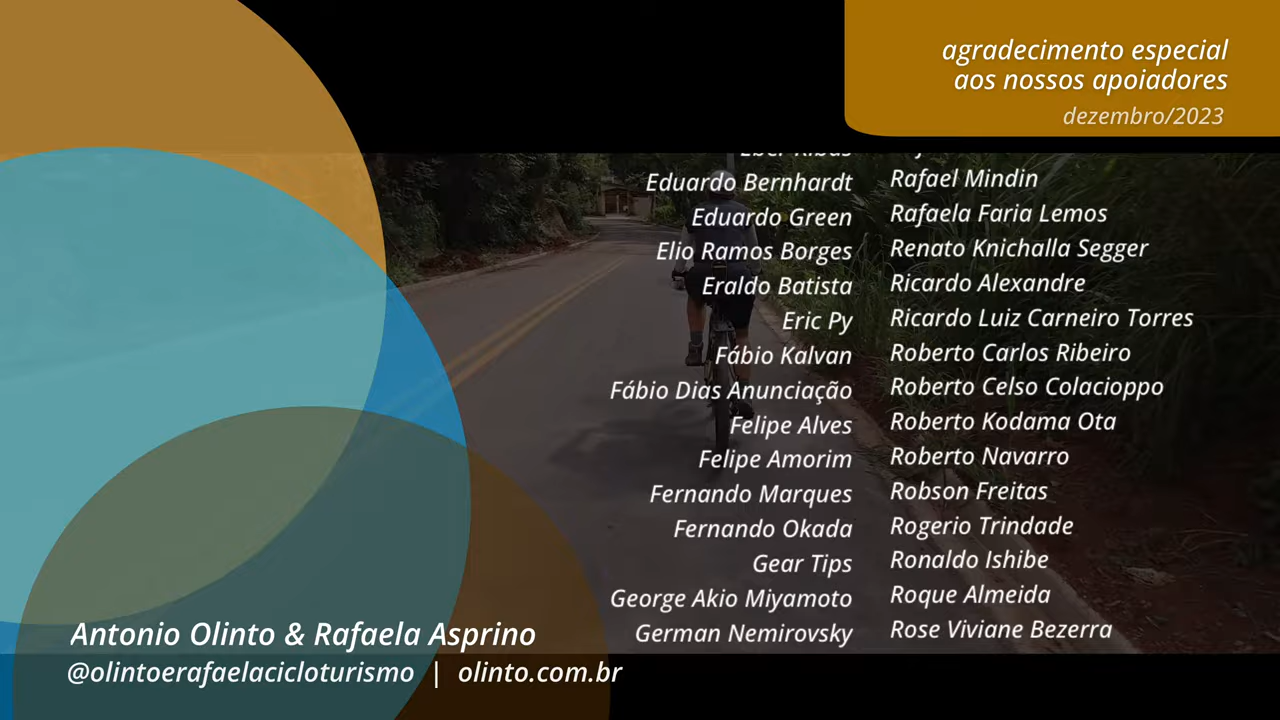 agradecimento especial
aos nossos apoiadores
dezembro/2023
Eduardo Bernhardt
Eduardo Green
Elio Ramos Borges
Eraldo Batista
Eric Py
Fábio Kalvan
Fábio Dias Anunciação
Felipe Alves
Felipe Amorim
Fernando Marques
Fernando Okada
Gear Tips
George Akio Miyamoto
German Nemirovsky
Rafael Mindin
Rafaela Faria Lemos
Renato Knichalla Segger
Ricardo Alexandre
Ricardo Luiz Carneiro Torres
Roberto Carlos Ribeiro
Roberto Celso Colacioppo
Roberto Kodama Ota
Roberto Navarro
Robson Freitas
Rogerio Trindade
Ronaldo Ishibe
Roque Almeida
Rose Viviane Bezerra
Antonio Olinto & Rafaela Asprino
@olintoerafaelacicloturismo | olinto.com.br